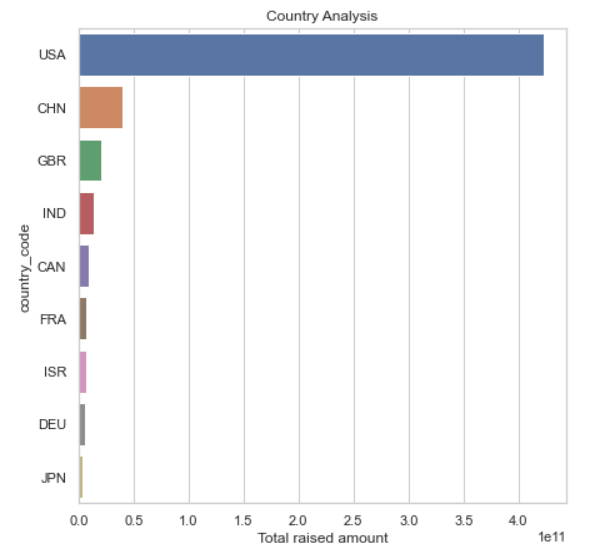 Country Analysis
USA
CHN
GBR
IND
CAN
FRA
ISR
DEU
JPN
country_code
0.0 0.5 1.0 1.5 2.0 2.5 3.0 3.5 4.0
1e11
Total raised amount